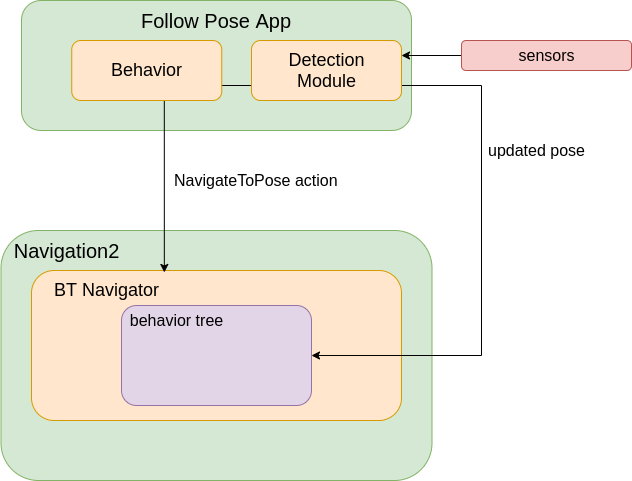 Follow Pose App
Behavior
Detection
Module
sensors
updated pose
NavigateToPose action
Navigation2
BT Navigator
behavior tree